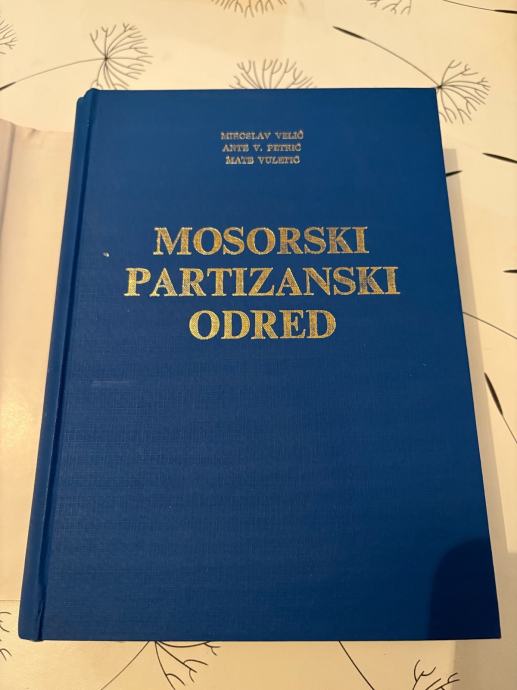 MIROSLAV VELIĆ
ANTE V. PETRIĆ
MATE VULETIĆ
MOSORSKI
PARTIZANSKI
ODRED